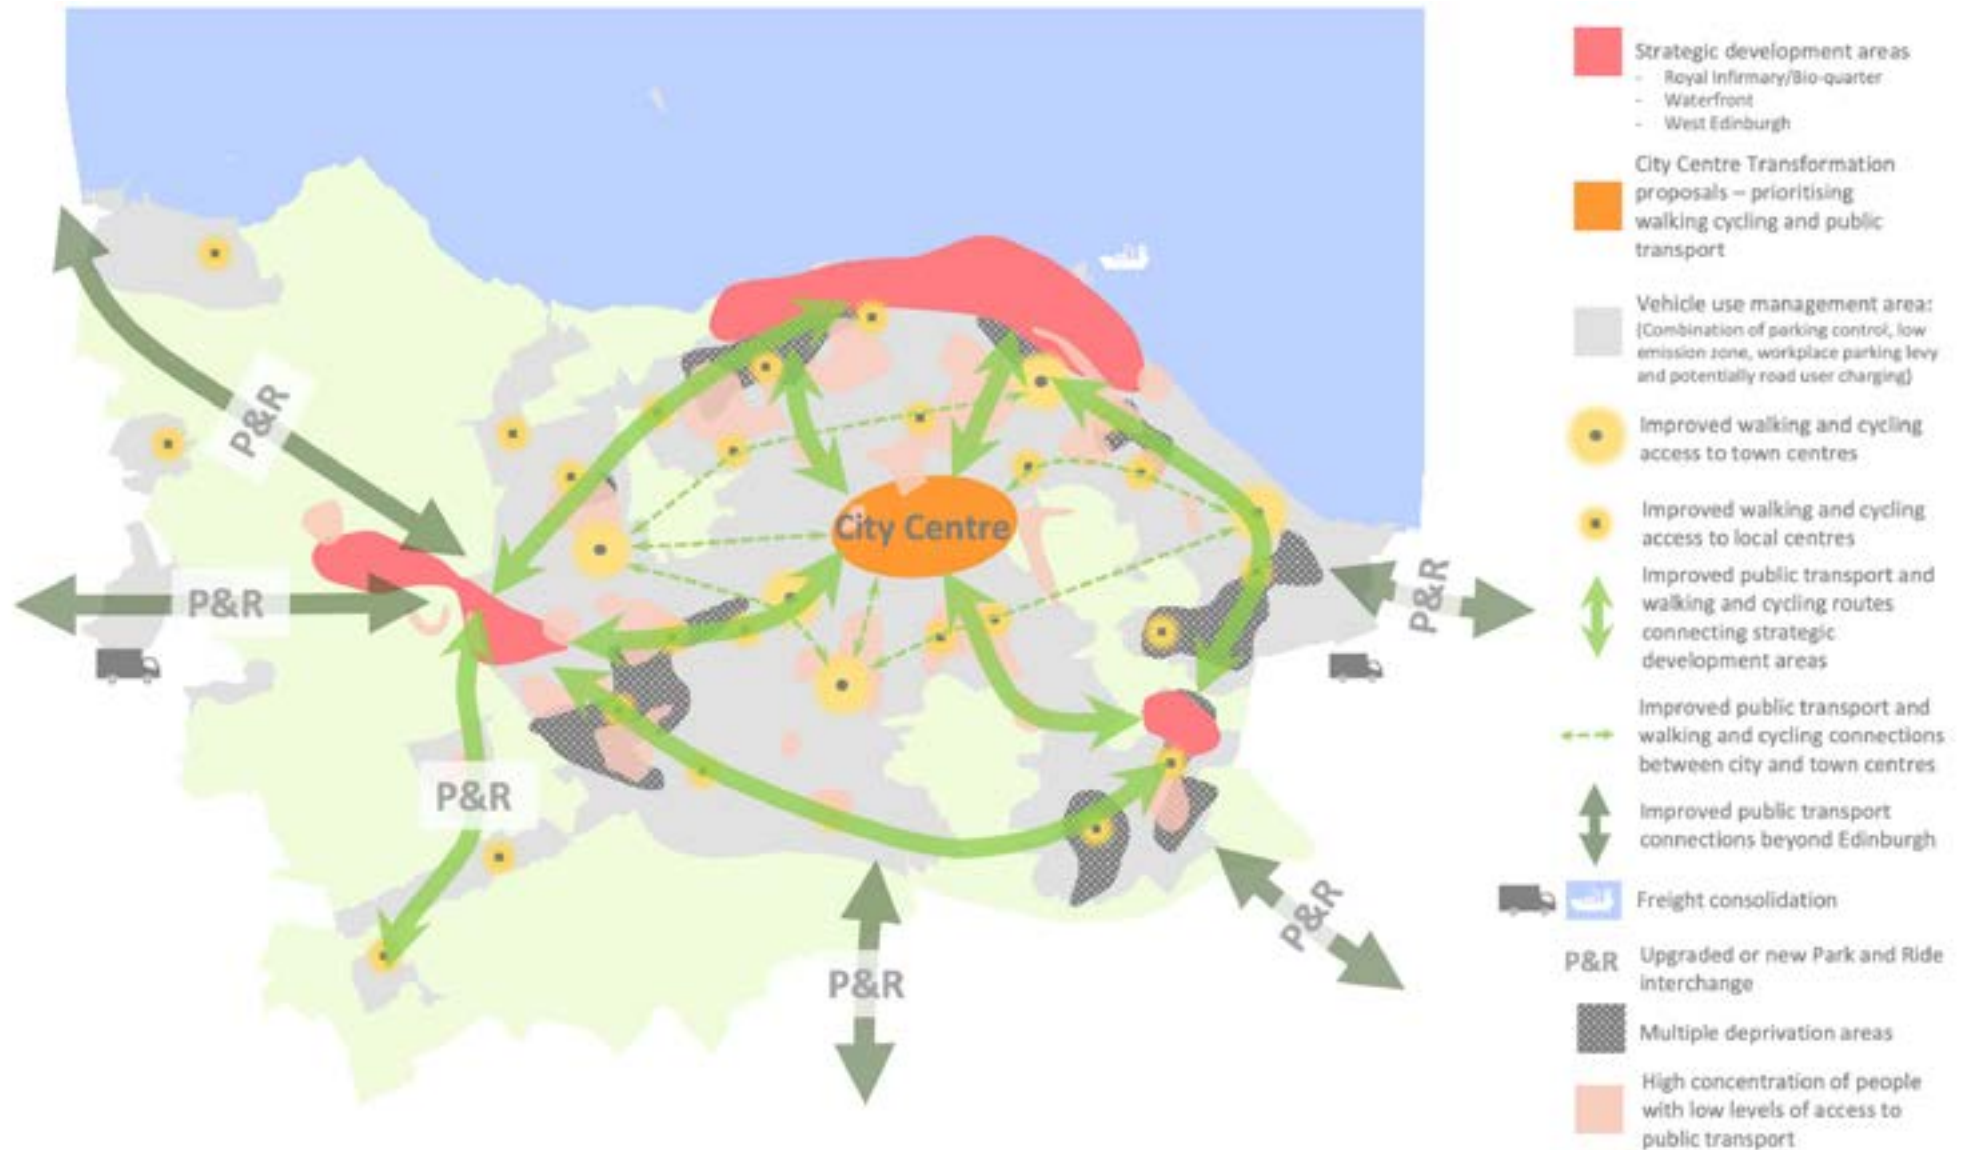 Strategic development areas
- Royal Infirmary/Bio-quarter
- Waterfront
- West Edinburgh
City Centre Transformation
proposals – prioritising
walking cycling and public
transport
Vehicle use management area:
(Combination of parking control, low
emission zone, workplace parking levy
and potentially road user charging)
Improved walking and cycling
access to town centres
Improved walking and cycling
access to local centres
Improved public transport and
walking and cycling routes
connecting strategic
development areas
Improved public transport and
walking and cycling connections
between city and town centres
Improved public transport
connections beyond Edinburgh
Freight consolidation
P&R
Upgraded or new Park and Ride
interchange
Multiple deprivation areas
High concentration of people
with low levels of access to
public transport
P&R
City Centre
P&R
P&R
P&R
P&R
P&R